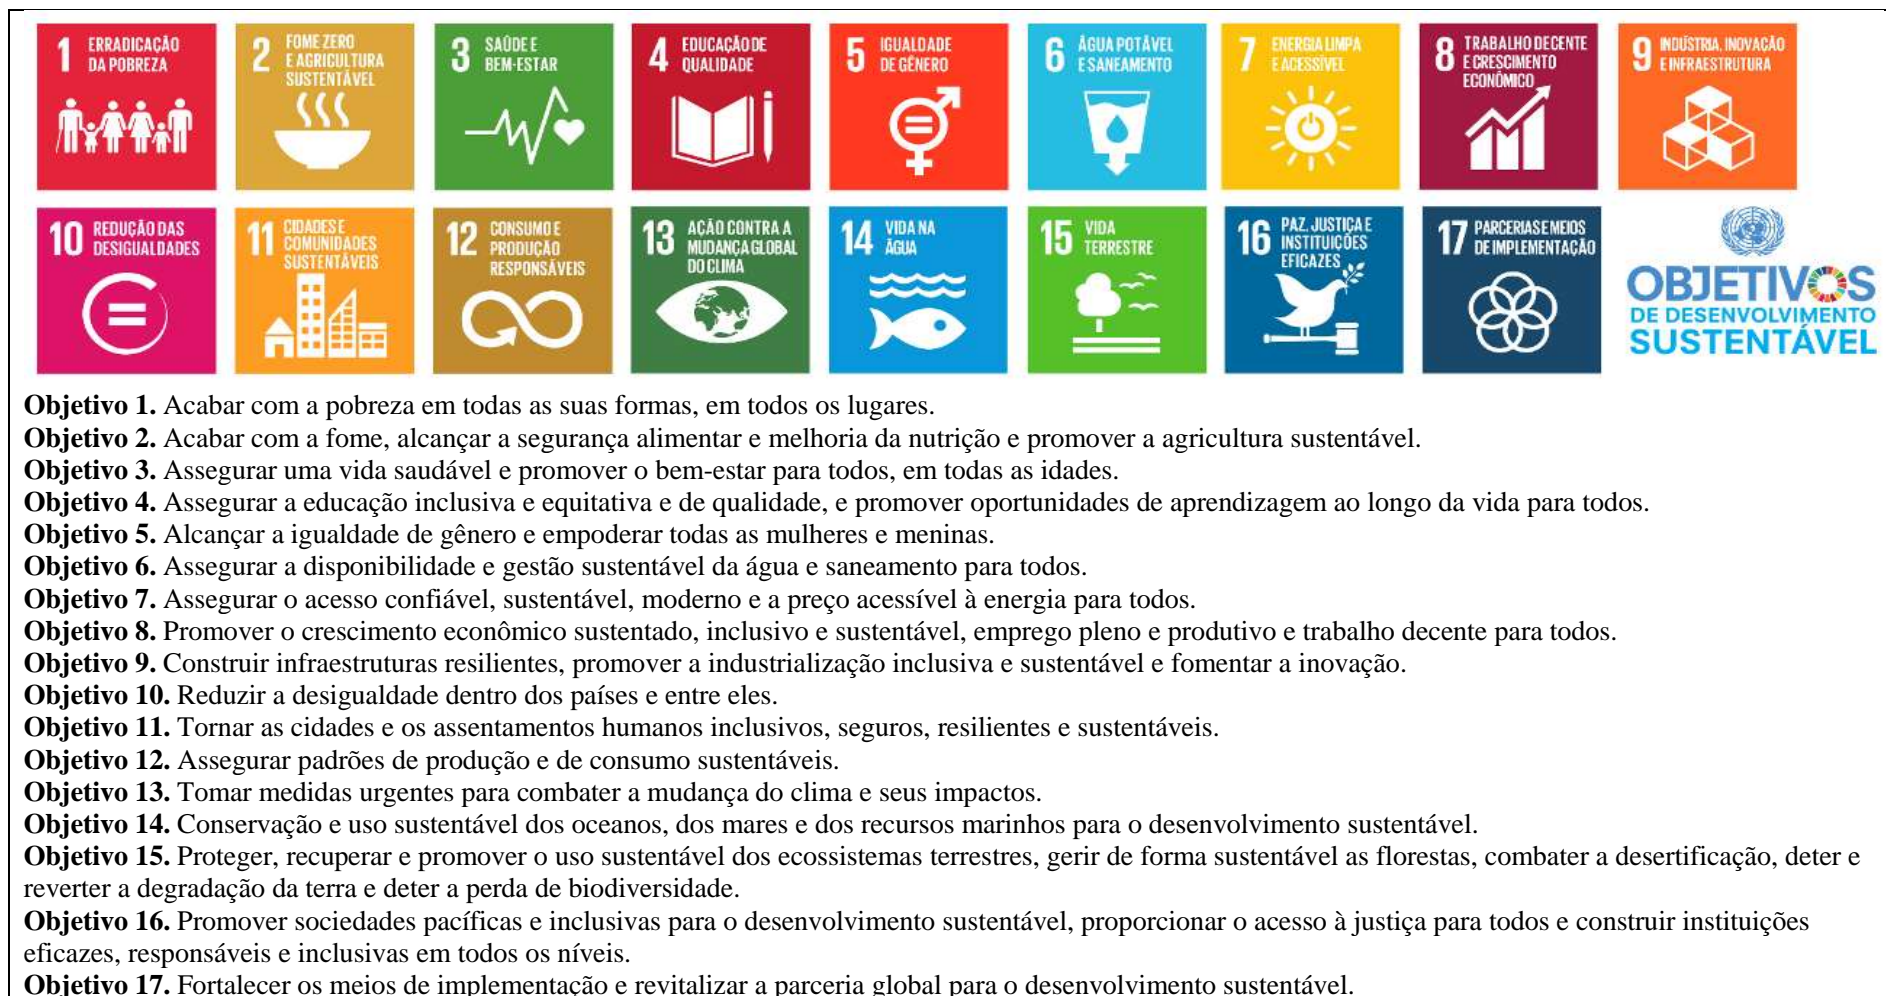 1 ERRADICAÇÃO
DA POBREZA
2 FOME ZERO
E AGRICULTURA
SUSTENTÁVEL
3 SAÚDE E
BEM-ESTAR
4 EDUCAÇÃO DE
QUALIDADE
5 IGUALDADE
DE GÊNERO
6 ÁGUA POTÁVEL
E SANEAMENTO
7 ENERGIA LIMPA
E ACESSÍVEL
8 TRABALHO DECENTE
E CRESCIMENTO
ECONÔMICO
9 INDÚSTRIA, INOVAÇÃO
E INFRAESTRUTURA
10 REDUÇÃO DAS
DESIGUALDADES
11 CIDADES E
COMUNIDADES
SUSTENTÁVEIS
12 CONSUMO E
PRODUÇÃO
RESPONSÁVEIS
13 AÇÃO CONTRA A
MUDANÇA GLOBAL
DO CLIMA
14 VIDA NA
ÁGUA
15 VIDA
TERRESTRE
16 PAZ, JUSTIÇA E
INSTITUIÇÕES
EFICAZES
17 PARCERIAS E MEIOS
DE IMPLEMENTAÇÃO
OBJETIVOS
DE DESENVOLVIMENTO
SUSTENTÁVEL
Objetivo 1. Acabar com a pobreza em todas as suas formas, em todos os lugares.
Objetivo 2. Acabar com a fome, alcançar a segurança alimentar e melhoria da nutrição e promover a agricultura sustentável.
Objetivo 3. Assegurar uma vida saudável e promover o bem-estar para todos, em todas as idades.
Objetivo 4. Assegurar a educação inclusiva e equitativa e de qualidade, e promover oportunidades de aprendizagem ao longo da vida para todos.
Objetivo 5. Alcançar a igualdade de gênero e empoderar todas as mulheres e meninas.
Objetivo 6. Assegurar a disponibilidade e gestão sustentável da água e saneamento para todos.
Objetivo 7. Assegurar o acesso confiável, sustentável, moderno e a preço acessível à energia para todos.
Objetivo 8. Promover o crescimento econômico sustentado, inclusivo e sustentável, emprego pleno e produtivo e trabalho decente para todos.
Objetivo 9. Construir infraestruturas resilientes, promover a industrialização inclusiva e sustentável e fomentar a inovação.
Objetivo 10. Reduzir a desigualdade dentro dos países e entre eles.
Objetivo 11. Tornar as cidades e os assentamentos humanos inclusivos, seguros, resilientes e sustentáveis.
Objetivo 12. Assegurar padrões de produção e de consumo sustentáveis.
Objetivo 13. Tomar medidas urgentes para combater a mudança do clima e seus impactos.
Objetivo 14. Conservação e uso sustentável dos oceanos, dos mares e dos recursos marinhos para o desenvolvimento sustentável.
Objetivo 15. Proteger, recuperar e promover o uso sustentável dos ecossistemas terrestres, gerir de forma sustentável as florestas, combater a desertificação, deter e
reverter a degradação da terra e deter a perda de biodiversidade.
Objetivo 16. Promover sociedades pacíficas e inclusivas para o desenvolvimento sustentável, proporcionar o acesso à justiça para todos e construir instituições
eficazes, responsáveis e inclusivas em todos os níveis.
Objetivo 17. Fortalecer os meios de implementação e revitalizar a parceria global para o desenvolvimento sustentável.